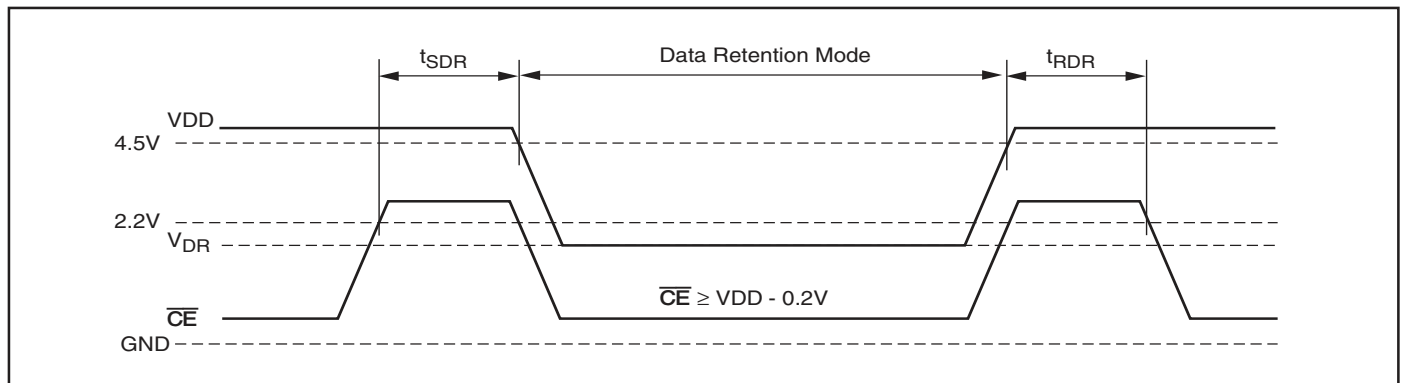 tSDR Data Retention Mode tRDR
VDD
4.5V
2.2V
VDR
CE ≥ VDD - 0.2V
CE
GND